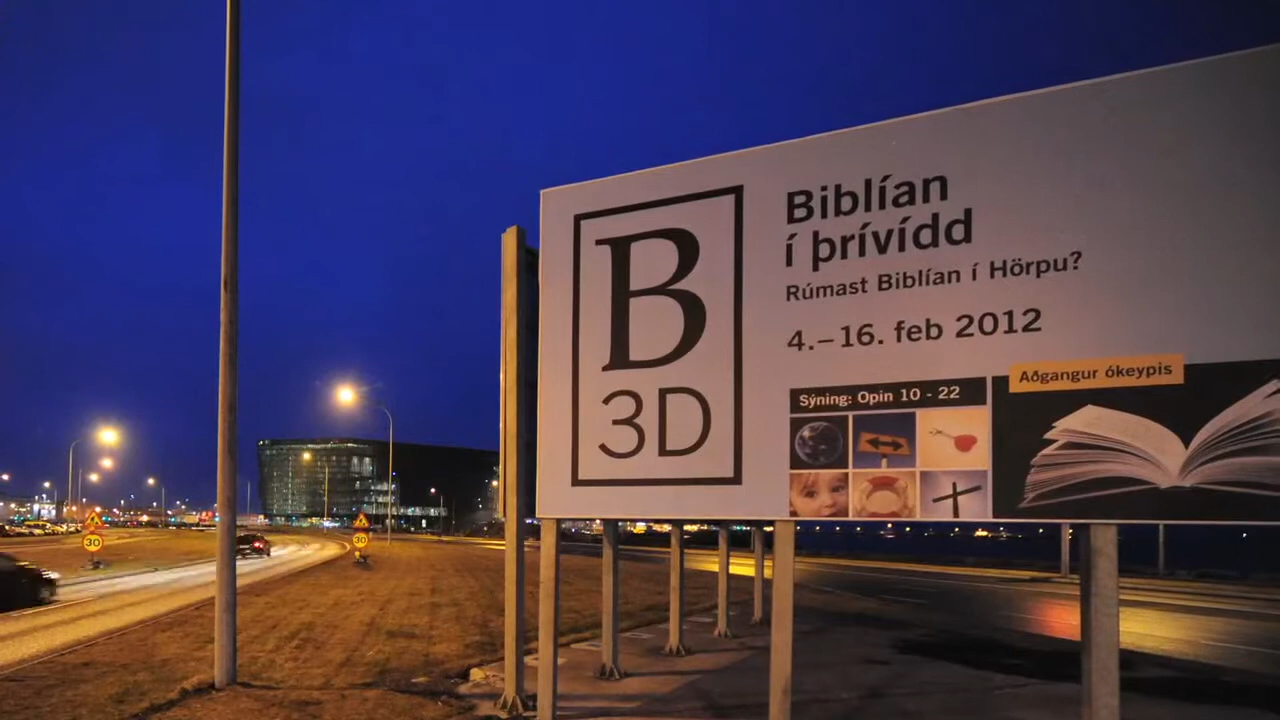 B
3D
Biblían
í þrívídd
Rúmast Biblían í Hörpu?
4.–16. feb 2012
Sýning: Opin 10 - 22
Aðgangur ókeypis
30
30